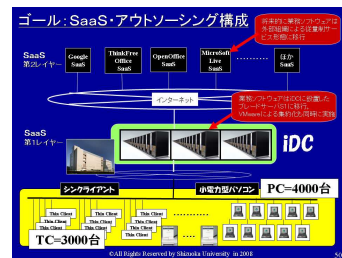 ゴール：SaaS・アウトソーシング構成
将来的に業務ソフトウェアは
外部組織による従量制サー
ビス形態に移行
SaaS
第2レイヤー
Google
SaaS
ThinkFree
Office
SaaS
OpenOffice
SaaS
MicroSoft
Live
SaaS
ほか
SaaS
インターネット
業務ソフトウェアはiDCに設置した
ブレードサーバS1に移行。
VMwareによる集約化も同時に実施
SaaS
第1レイヤー
iDC
シンクライアント
小電力型パソコン
PC=4000台
Thin Client
Thin Client
Thin Client
Thin Client
Thin Client
Thin Client
Thin Client
Thin Client
Thin Client
TC=3000台
©All Rights Reserved by Shizuoka University in 2008